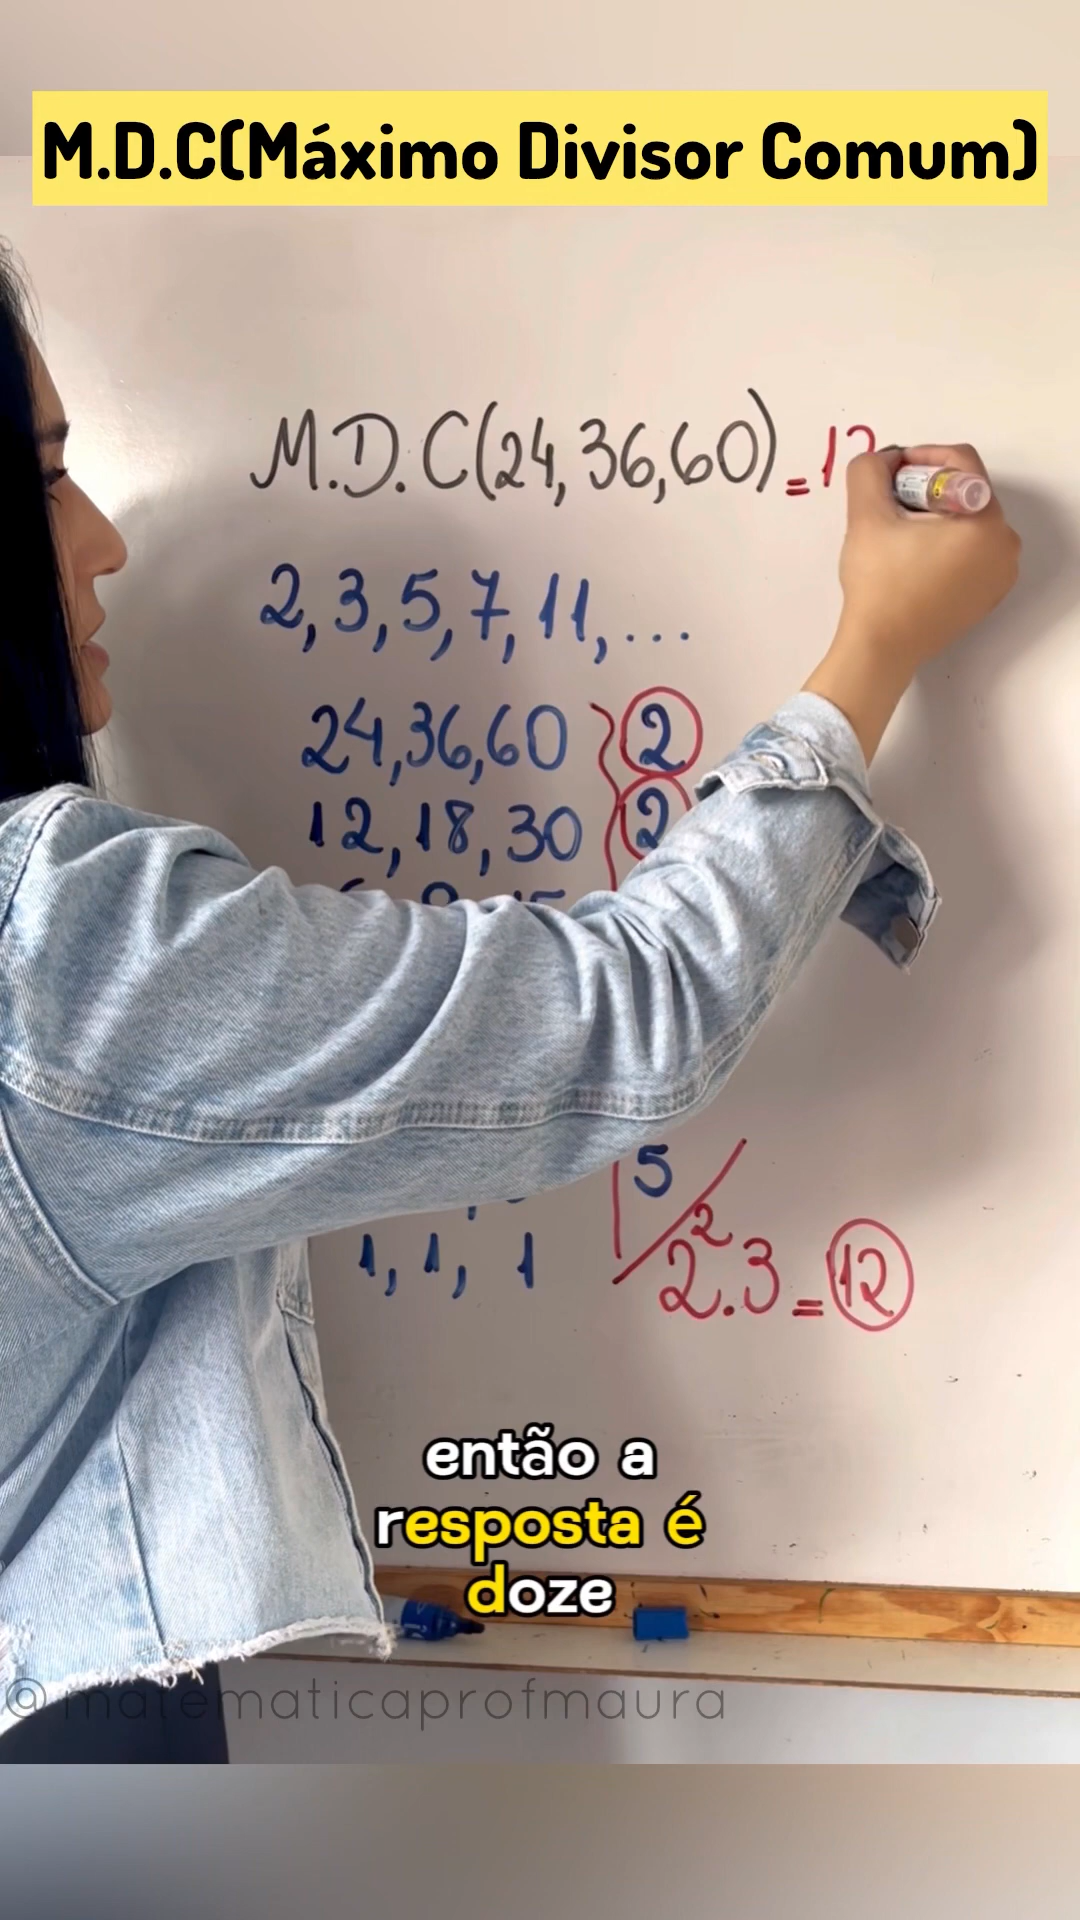 M.D.C(Máximo Divisor Comum)
M.D.C(24,36,60)=12
2,3,5,7,11,...
24,36,60 2
12,18,30 2
5
1,1,1
2².3=12
então a
resposta é
doze
@matematicaprofmaura